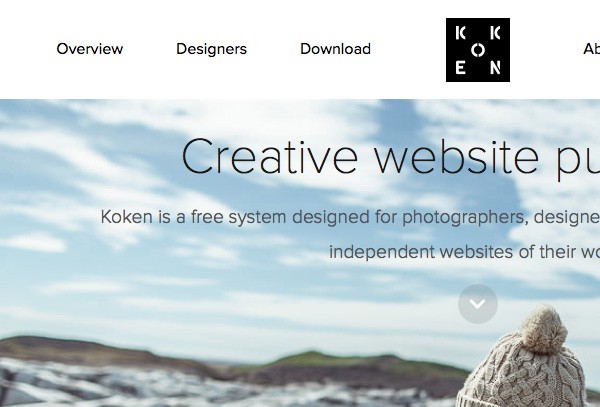 Overview Designers Download
K K
O
E N
Ab
Creative website pu
Koken is a free system designed for photographers, designe
independent websites of their wo